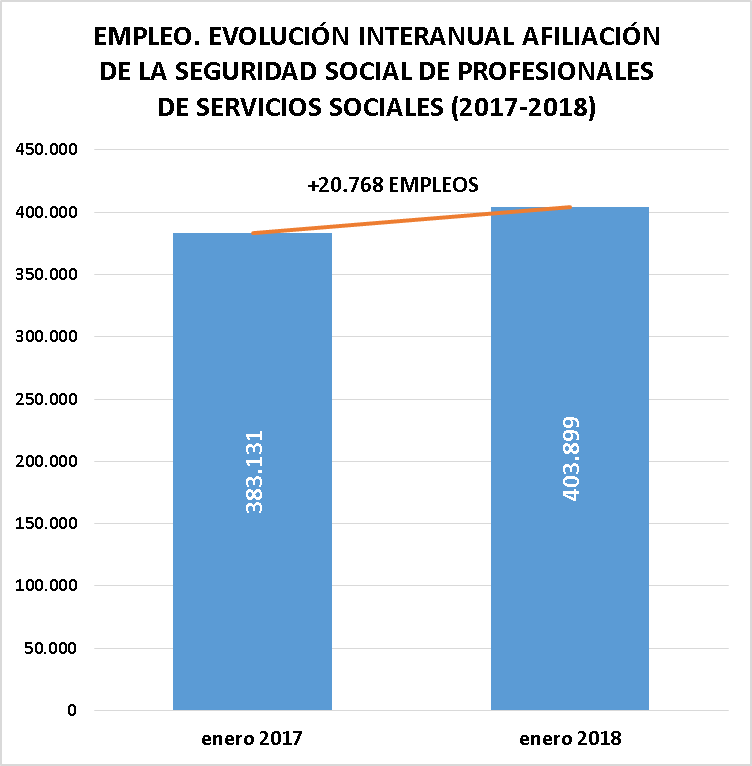 EMPLEO. EVOLUCIÓN INTERANUAL AFILIACIÓN
DE LA SEGURIDAD SOCIAL DE PROFESIONALES
DE SERVICIOS SOCIALES (2017-2018)
450.000
+20.768 EMPLEOS
400.000
350.000
300.000
250.000
200.000
150.000
100.000
50.000
0
383.131
403.899
enero 2017
enero 2018